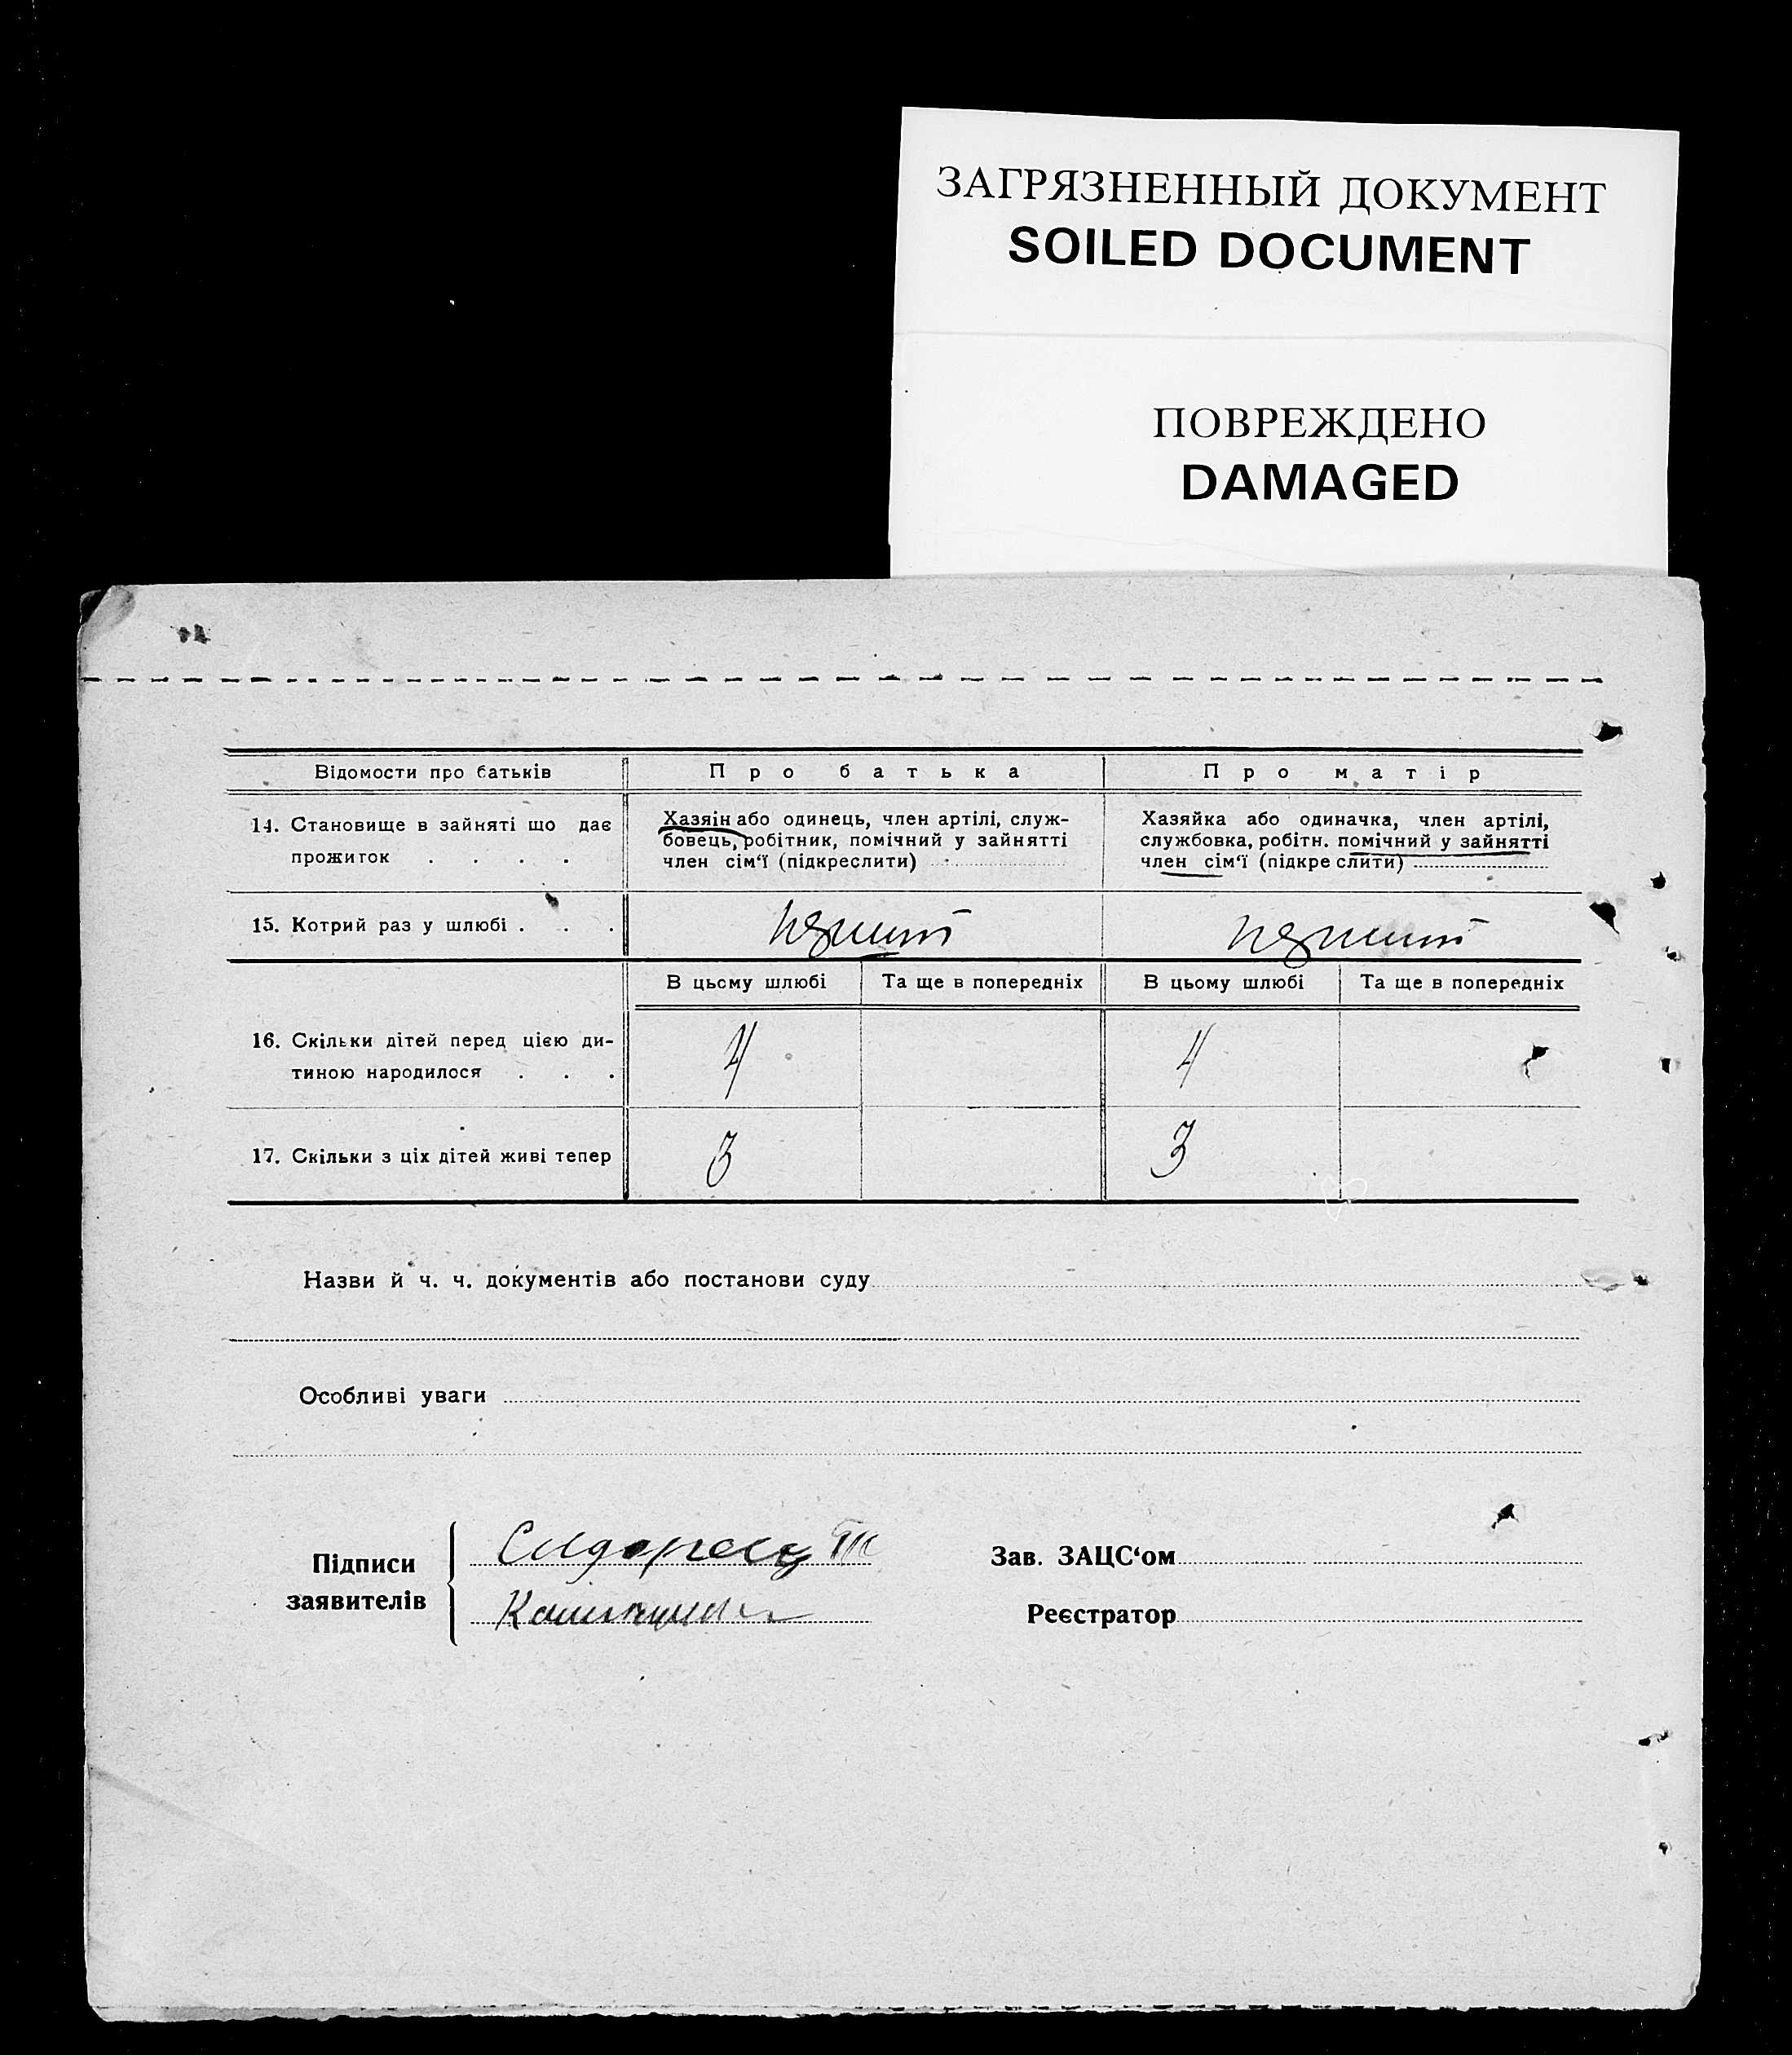 ЗАГРЯЗНЕННЫЙ ДОКУМЕНТ
SOILED DOCUMENT
ПОВРЕЖДЕНО
DAMAGED
Відомости про батьків
Про батька
Про матір
14. Становище в зайняті що дає
прожиток . . . .
Хазяін або одинець, член артілі, служ-
бовець, робітник, помічний у зайнятті
член сім‘ї (підкреслити)
Хазяйка або одиначка, член артілі,
службовка, робітн. помічний у зайнятті
член сім‘ї (підкреслити)
15. Котрий раз у шлюбі . . .
перший
перший
В цьому шлюбі
Та ще в попередніх
В цьому шлюбі
Та ще в попередніх
16. Скільки дітей перед цією ди-
тиною народилося . . .
4
4
17. Скільки з ціх дітей живі тепер
3
3
Назви й ч. ч. документів або постанови суду
Особливі уваги
Підписи
заявителів
Зав. ЗАЦС‘ом
Реєстратор